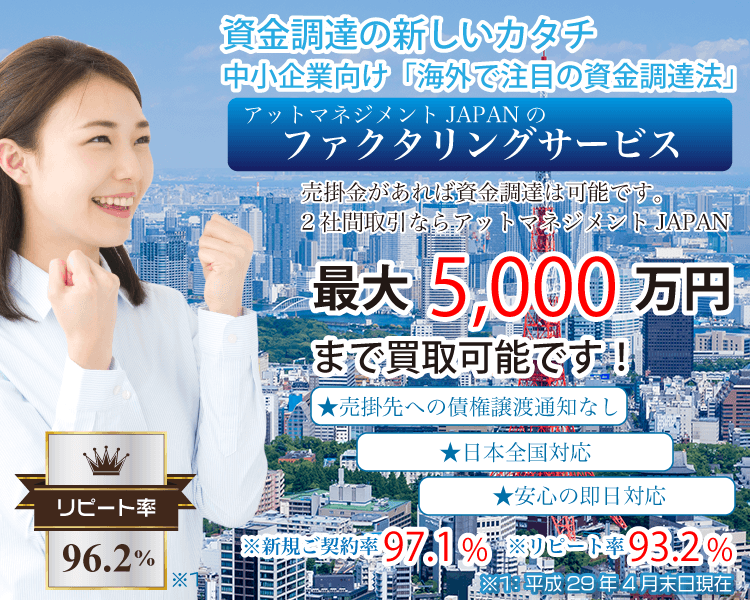 資金調達の新しいカタチ
中小企業向け「海外で注目の資金調達法」
アットマネジメント JAPAN の
ファクタリングサービス
売掛金があれば資金調達は可能です。
2 社間取引ならアットマネジメント JAPAN
最大 5,000 万円
まで買取可能です！
★売掛先への債権譲渡通知なし
★日本全国対応
★安心の即日対応
リピート率
96.2%
※1
※新規ご契約率 97.1% ※リピート率 93.2%
※1: 平成 29 年 4 月末日現在